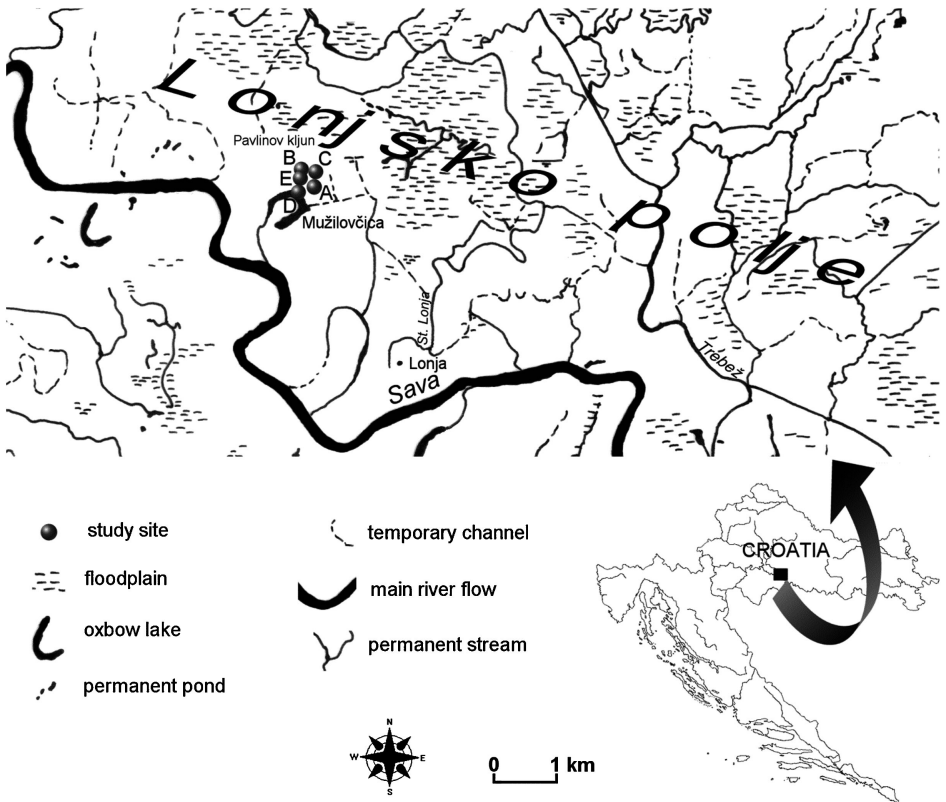 Lonjsko polje
Pavlinov kljun
B
C
E
A
D
Mužilovčica
St. Lonja
Lonja
Sava
Trebež
study site
floodplain
oxbow lake
permanent pond
temporary channel
main river flow
permanent stream
CROATIA
N
W
E
S
0
1 km